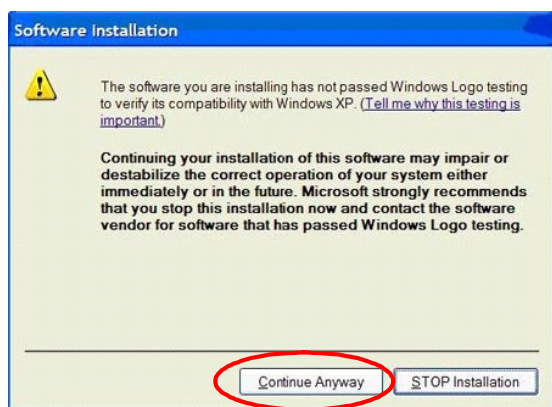 Software Installation
The software you are installing has not passed Windows Logo testing
to verify its compatibility with Windows XP. (Tell me why this testing is
important.)
Continuing your installation of this software may impair or
destabilize the correct operation of your system either
immediately or in the future. Microsoft strongly recommends
that you stop this installation now and contact the software
vendor for software that has passed Windows Logo testing.
Continue Anyway STOP Installation